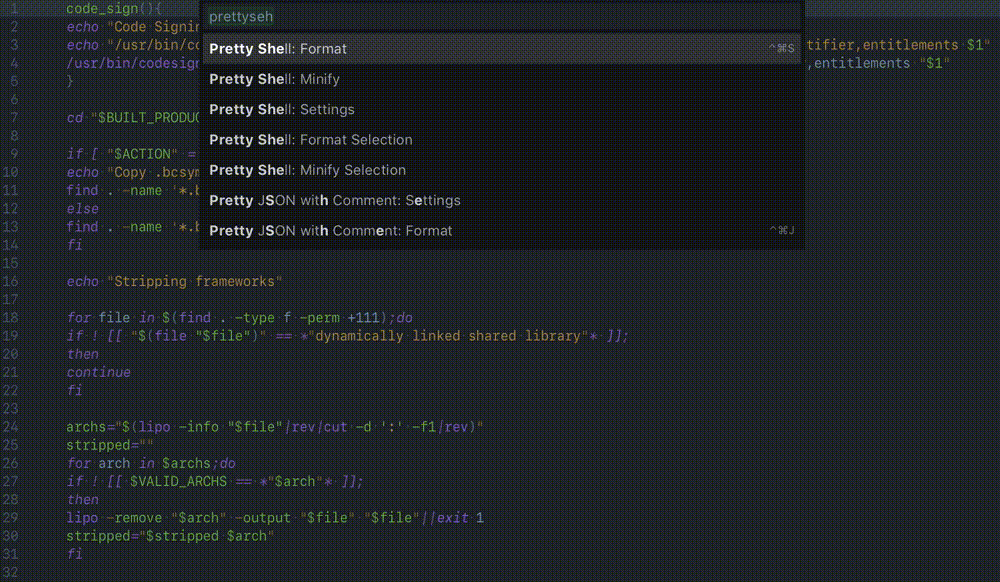 prettyseh
Pretty Shell: Format ⌃⌘S
Pretty Shell: Minify
Pretty Shell: Settings
Pretty Shell: Format Selection
Pretty Shell: Minify Selection
Pretty JSON with Comment: Settings
Pretty JSON with Comment: Format ⌃⌘J
1 code_sign(){
2 echo "Code Signin
3 echo "/usr/bin/co tifier,entitlements $1"
4 /usr/bin/codesign ,entitlements "$1"
5 }
6
7 cd "$BUILT_PRODUC
8
9 if [ "$ACTION" =
10 echo "Copy .bcsym
11 find . -name '*.b
12 else
13 find . -name '*.b
14 fi
15
16 echo "Stripping frameworks"
17
18 for file in $(find . -type f -perm +111);do
19 if ! [[ "$(file "$file")" == *"dynamically linked shared library"* ]];
20 then
21 continue
22 fi
23
24 archs="$(lipo -info "$file"|rev|cut -d ':' -f1|rev)"
25 stripped=""
26 for arch in $archs;do
27 if ! [[ $VALID_ARCHS == *"$arch"* ]];
28 then
29 lipo -remove "$arch" -output "$file" "$file"||exit 1
30 stripped="$stripped $arch"
31 fi
32